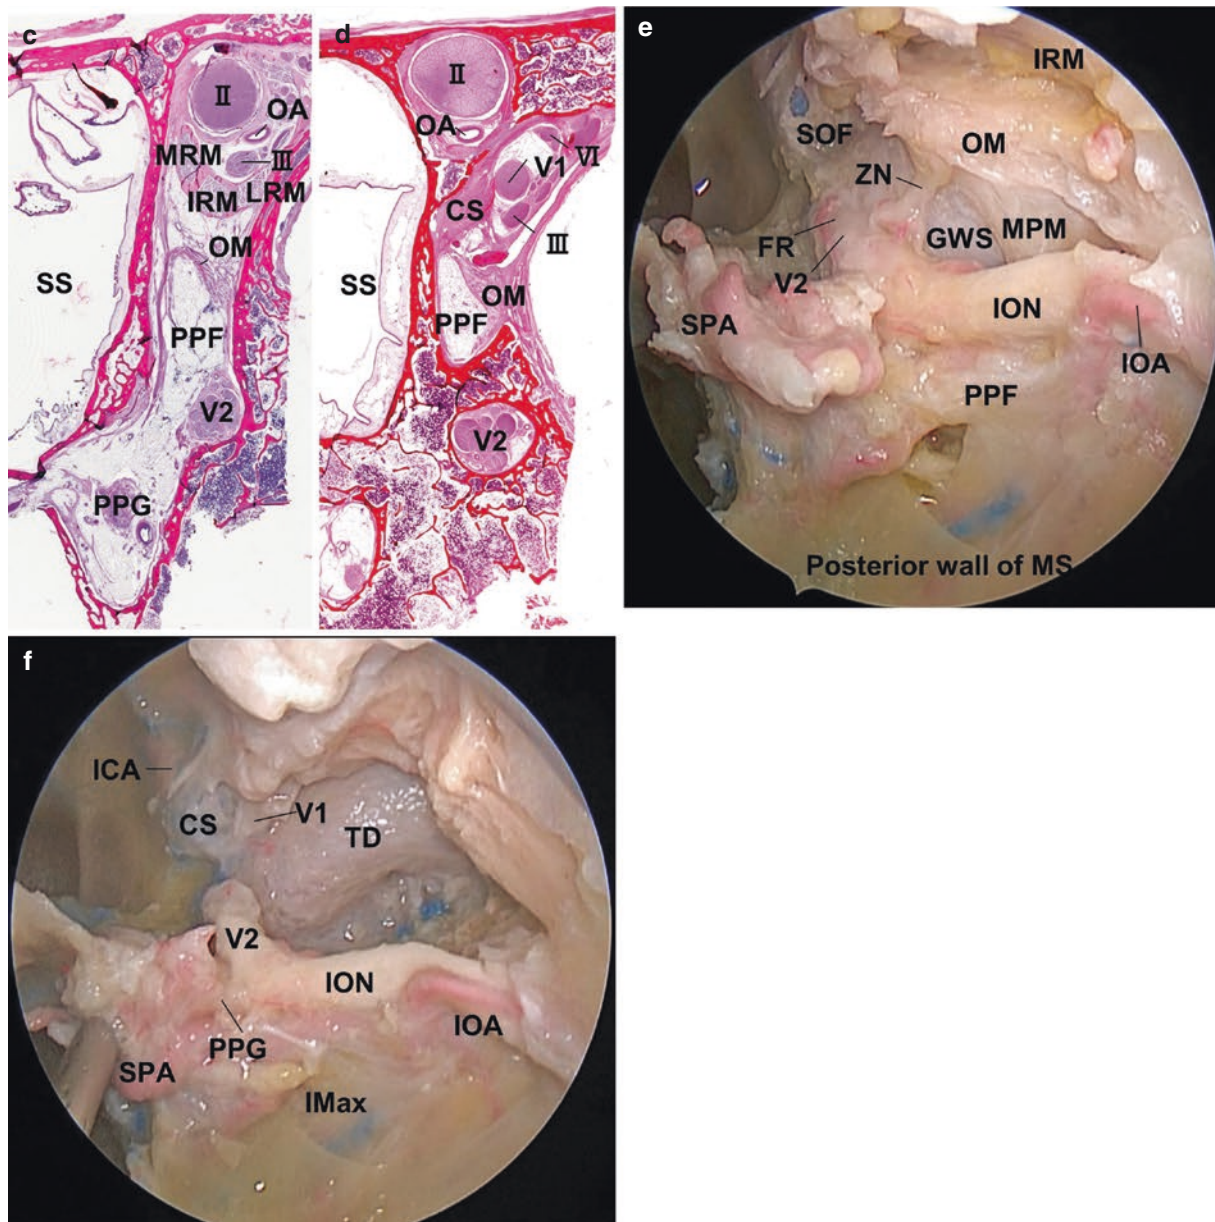 c
II
OA
MRM
III
IRM
LRM
OM
SS
PPF
V2
PPG
d
II
OA
VI
V1
CS
III
SS
OM
PPF
V2
e
IRM
SOF
OM
ZN
FR
GWS
MPM
V2
SPA
ION
IOA
PPF
Posterior wall of MS
f
ICA
CS
V1
TD
V2
ION
IOA
PPG
SPA
IMax